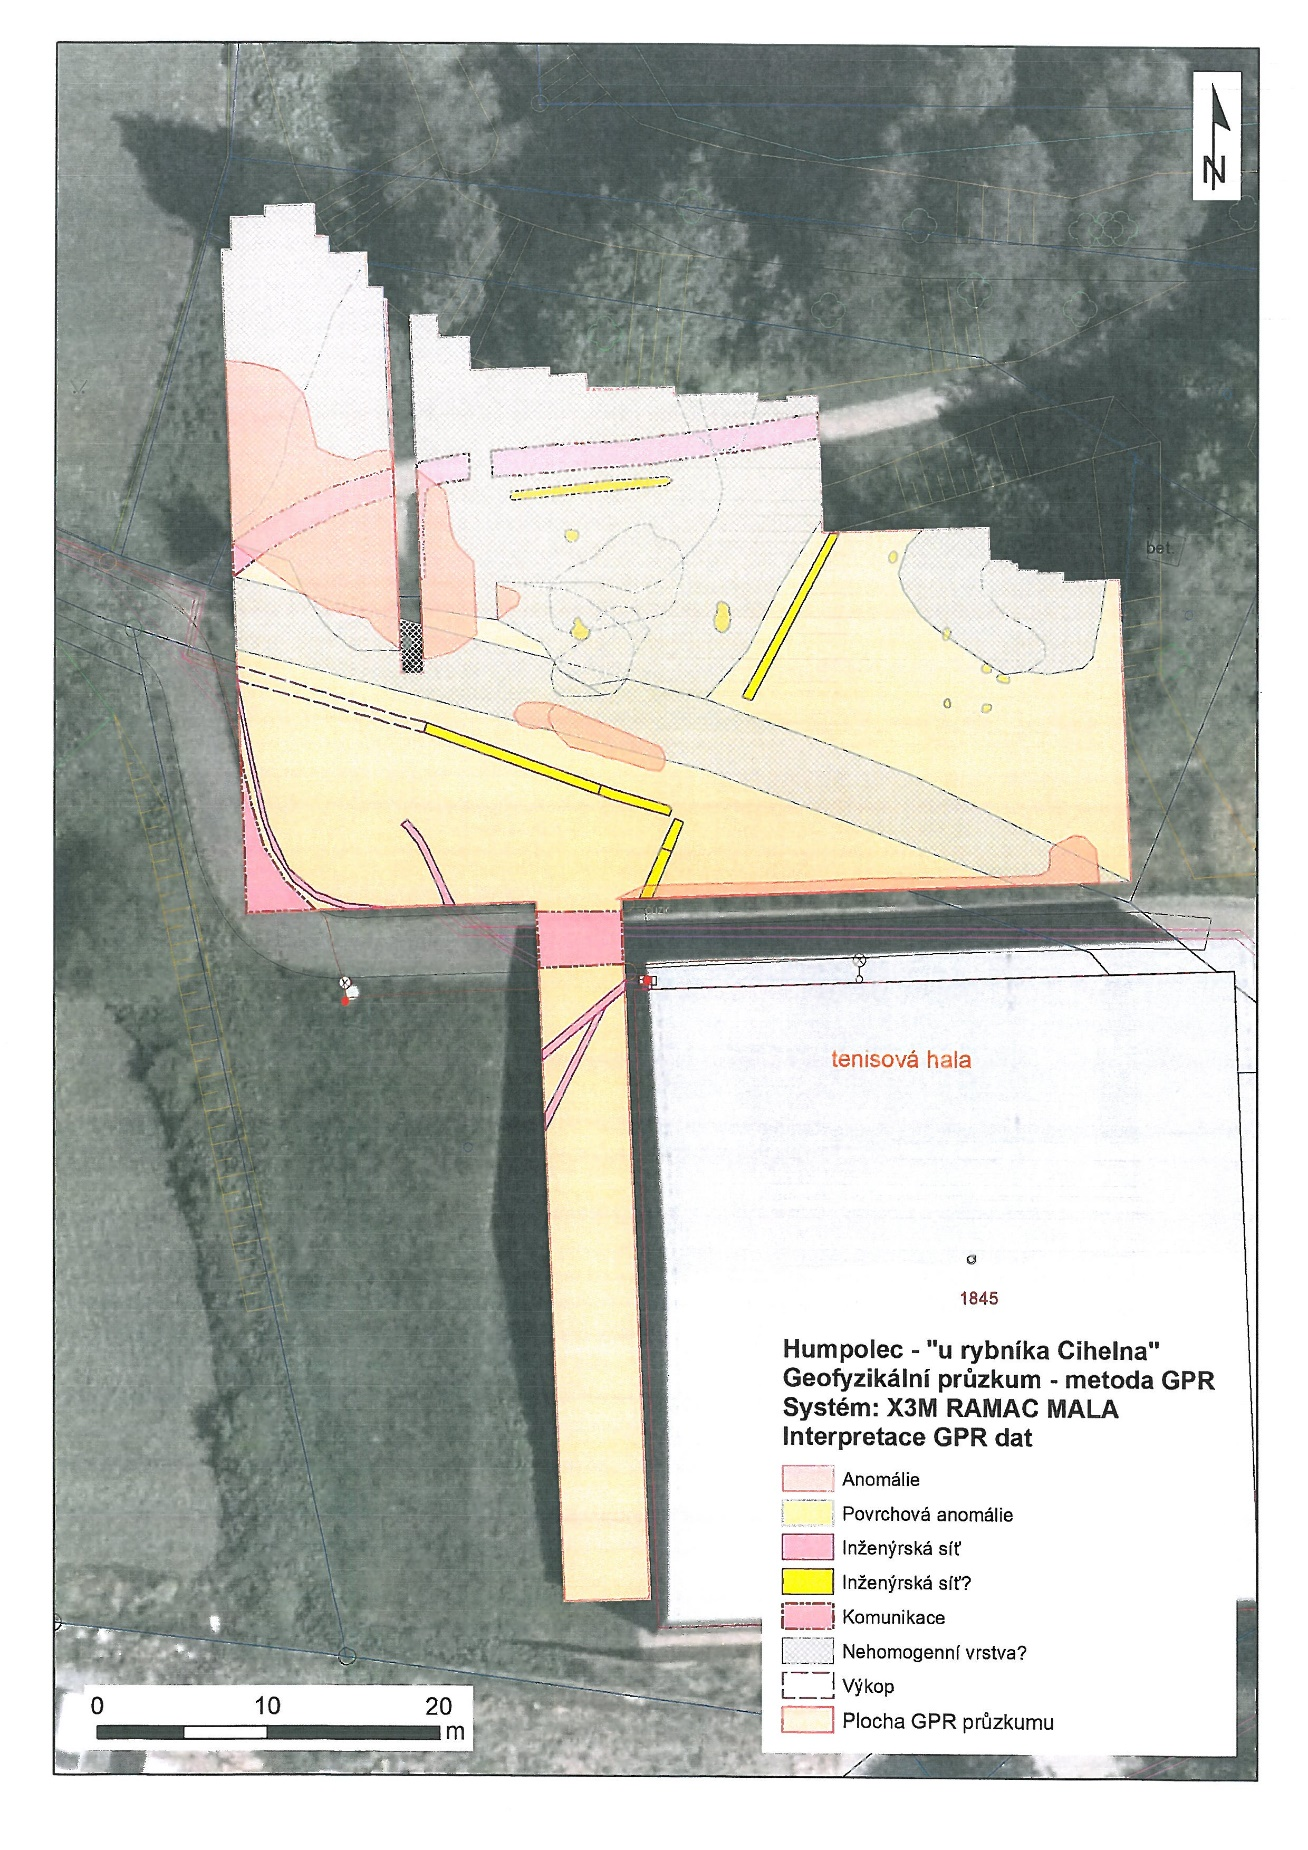 N
bet.
tenisová hala
1845
Humpolec - "u rybníka Cihelna"
Geofyzikální průzkum - metoda GPR
Systém: X3M RAMAC MALA
Interpretace GPR dat
Anomálie
Povrchová anomálie
Inženýrská síť
Inženýrská síť?
Komunikace
Nehomogenní vrstva?
Výkop
Plocha GPR průzkumu
0 10 20
m